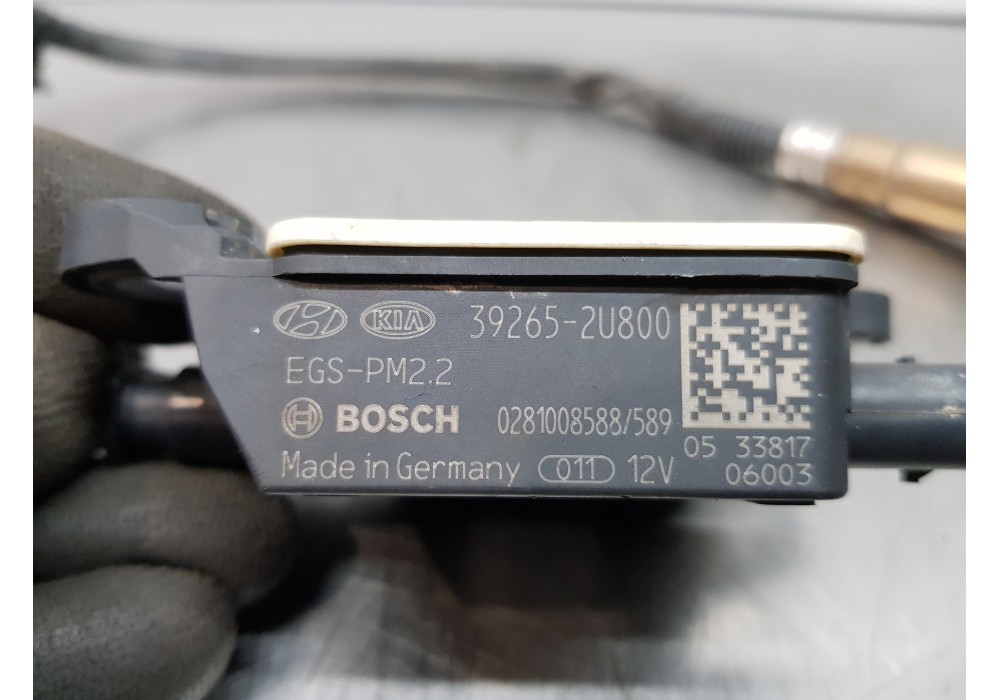 KIA 39265-2U800
EGS-PM2.2
BOSCH 0281008588/589
Made in Germany 011 12V
05 33817
06003